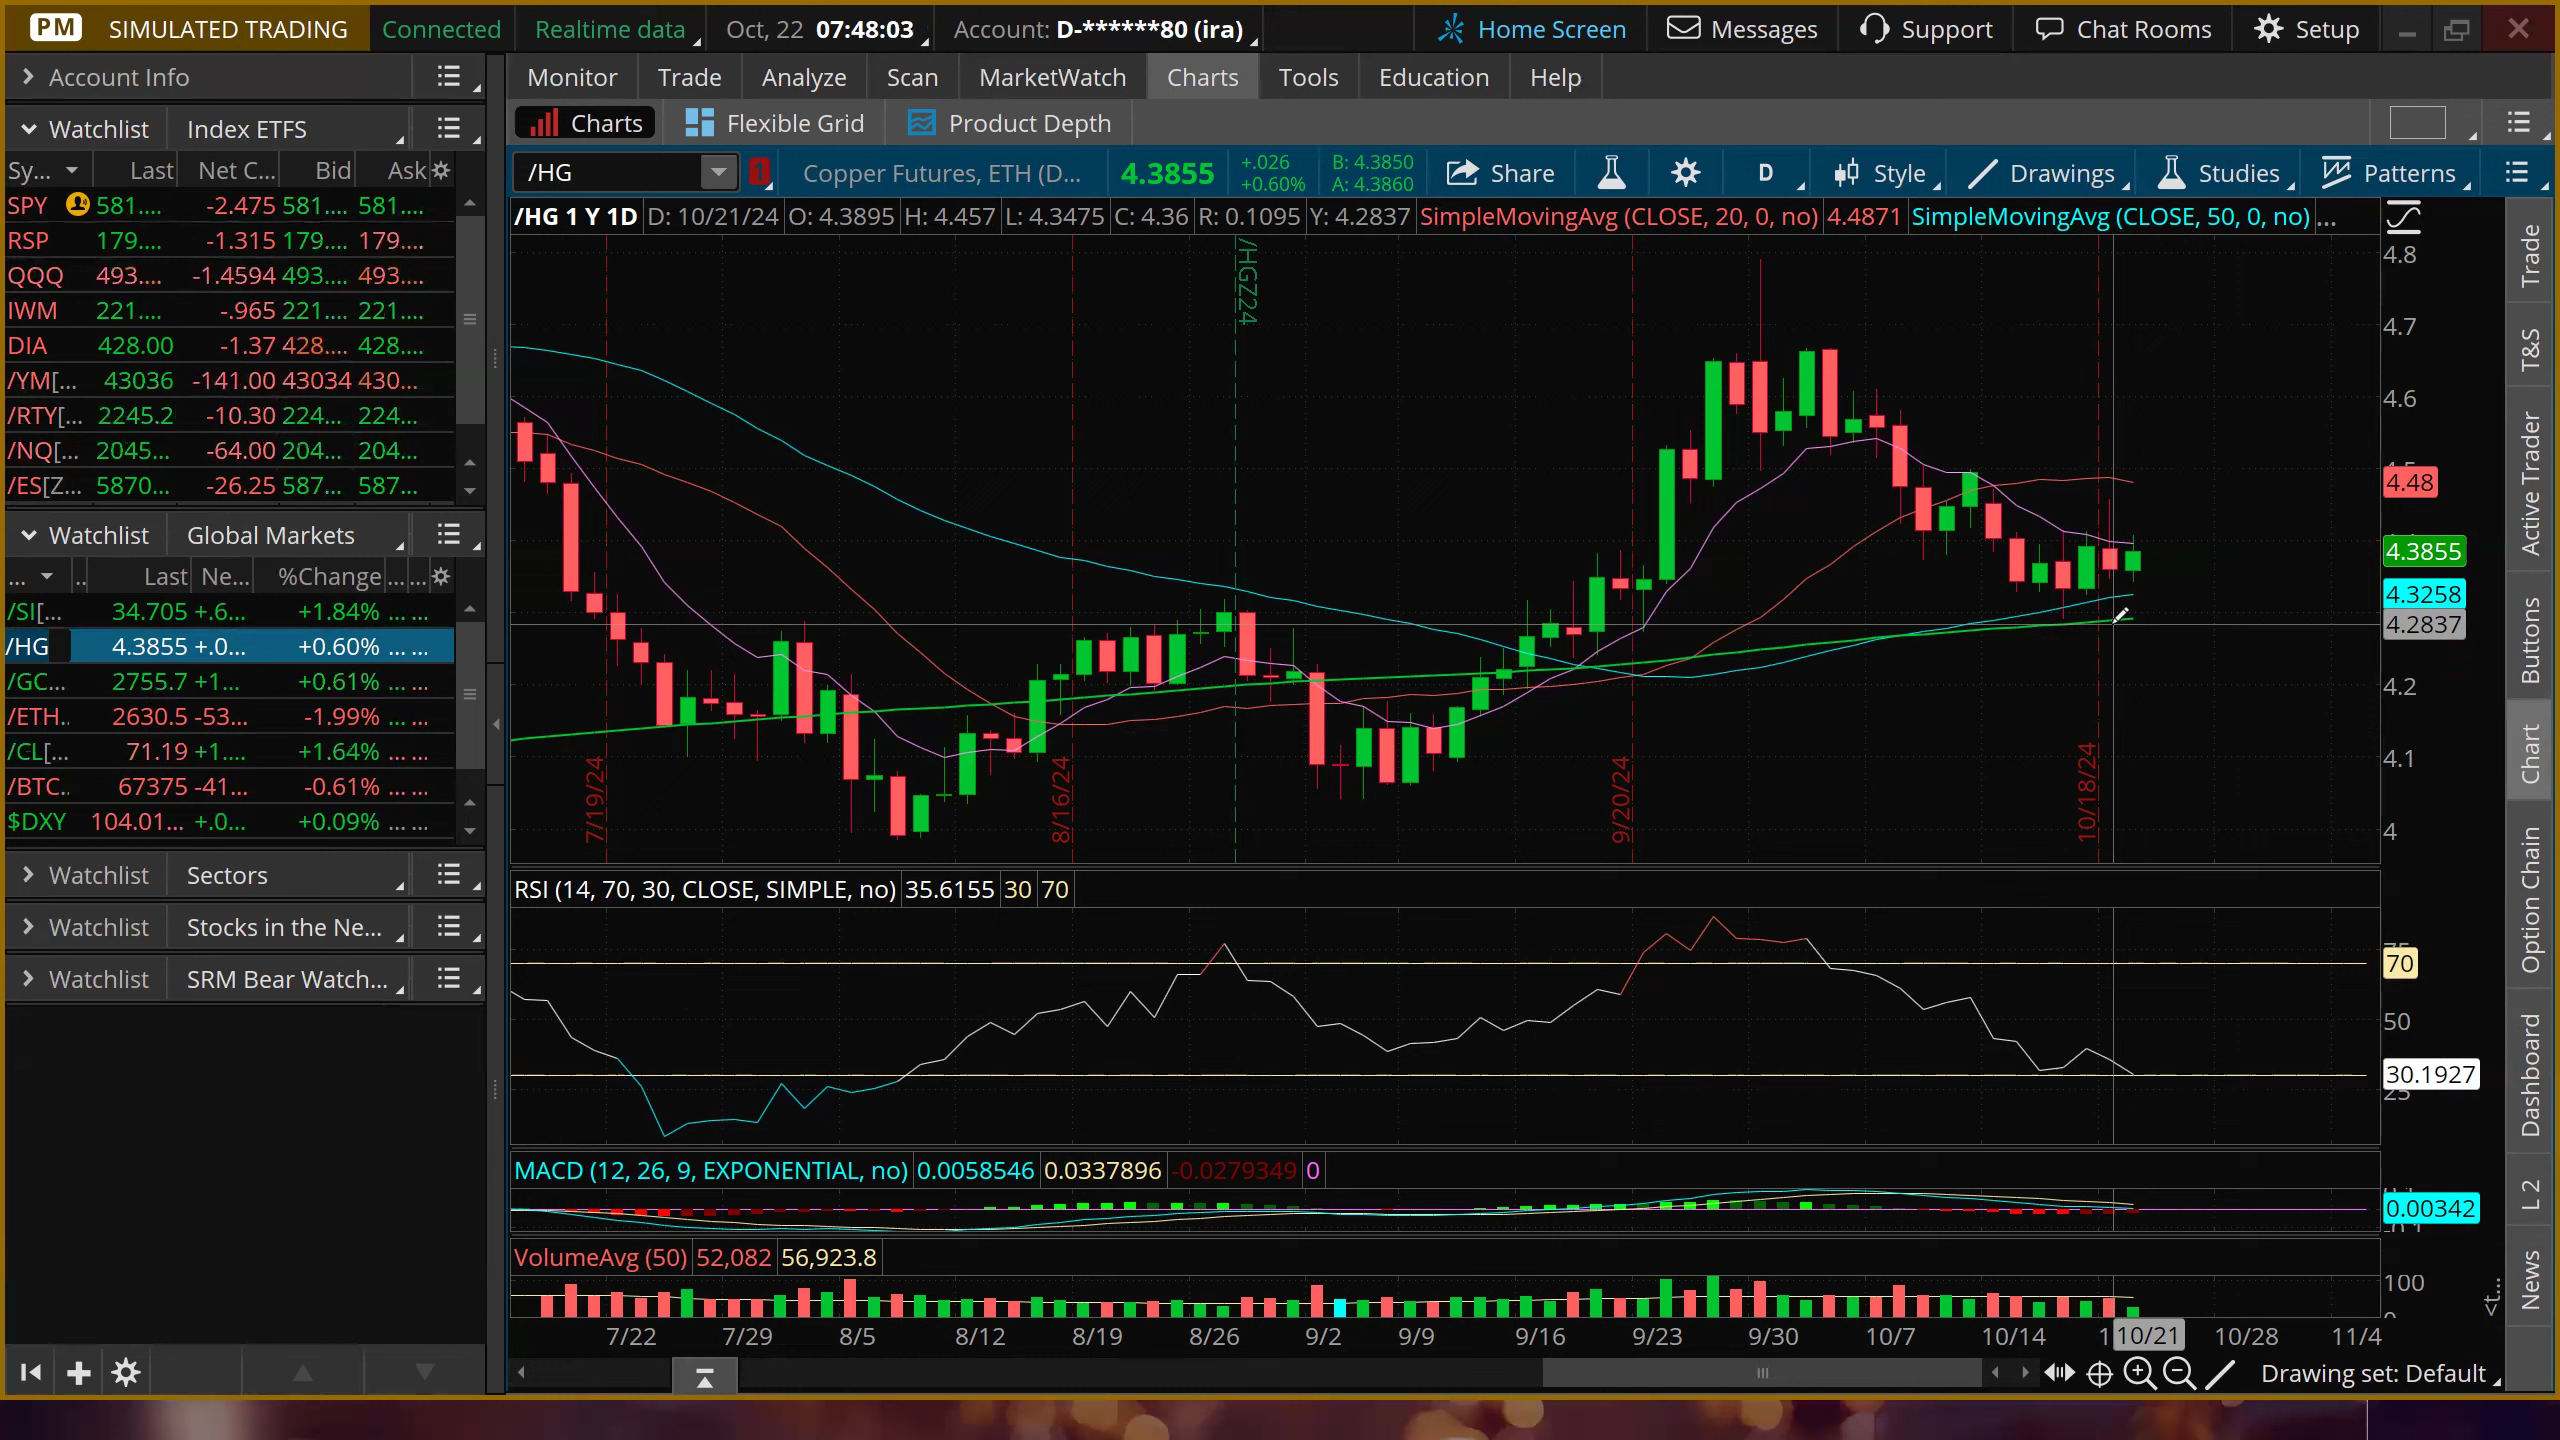 PM SIMULATED TRADING Connected Realtime data Oct, 22 07:48:03 Account: D-******80 (ira) Home Screen Messages Support Chat Rooms Setup
Account Info
Monitor Trade Analyze Scan MarketWatch Charts Tools Education Help
Watchlist Index ETFS
Charts Flexible Grid Product Depth
Sy... Last Net C... Bid Ask
SPY 581.... -2.475 581.... 581....
RSP 179.... -1.315 179.... 179....
QQQ 493.... -1.4594 493.... 493....
IWM 221.... -.965 221.... 221....
DIA 428.00 -1.37 428.... 428....
/YM[... 43036 -141.00 43034 430...
/RTY[... 2245.2 -10.30 224... 224...
/NQ[... 2045... -64.00 204... 204...
/ES[Z... 5870... -26.25 587... 587...
Watchlist Global Markets
... .. Last Ne... %Change ... ...
/SI[... 34.705 +.6... +1.84% ... ...
/HG 4.3855 +.0... +0.60% ... ...
/GC... 2755.7 +1... +0.61% ... ...
/ETH.. 2630.5 -53... -1.99% ... ...
/CL[... 71.19 +1.... +1.64% ... ...
/BTC.. 67375 -41... -0.61% ... ...
$DXY 104.01... +.0... +0.09% ... ...
Watchlist Sectors
Watchlist Stocks in the Ne...
Watchlist SRM Bear Watch...
/HG 1 Copper Futures, ETH (D... 4.3855 +.026 +0.60% B: 4.3850 A: 4.3860 Share D Style Drawings Studies Patterns
/HG 1 Y 1D D: 10/21/24 O: 4.3895 H: 4.457 L: 4.3475 C: 4.36 R: 0.1095 Y: 4.2837 SimpleMovingAvg (CLOSE, 20, 0, no) 4.4871 SimpleMovingAvg (CLOSE, 50, 0, no) ...
4.8
4.7
4.6
4.48
4.3855
4.3258
4.2837
4.2
4.1
4
/HGZ24
7/19/24
8/16/24
9/20/24
10/18/24
RSI (14, 70, 30, CLOSE, SIMPLE, no) 35.6155 30 70
70
50
30.1927
25
MACD (12, 26, 9, EXPONENTIAL, no) 0.0058546 0.0337896 -0.0279349 0
0.00342
VolumeAvg (50) 52,082 56,923.8
100
0
<t...
7/22 7/29 8/5 8/12 8/19 8/26 9/2 9/9 9/16 9/23 9/30 10/7 10/14 1 10/21 10/28 11/4
Drawing set: Default
Trade
T&S
Active Trader
Buttons
Chart
Option Chain
Dashboard
L 2
News